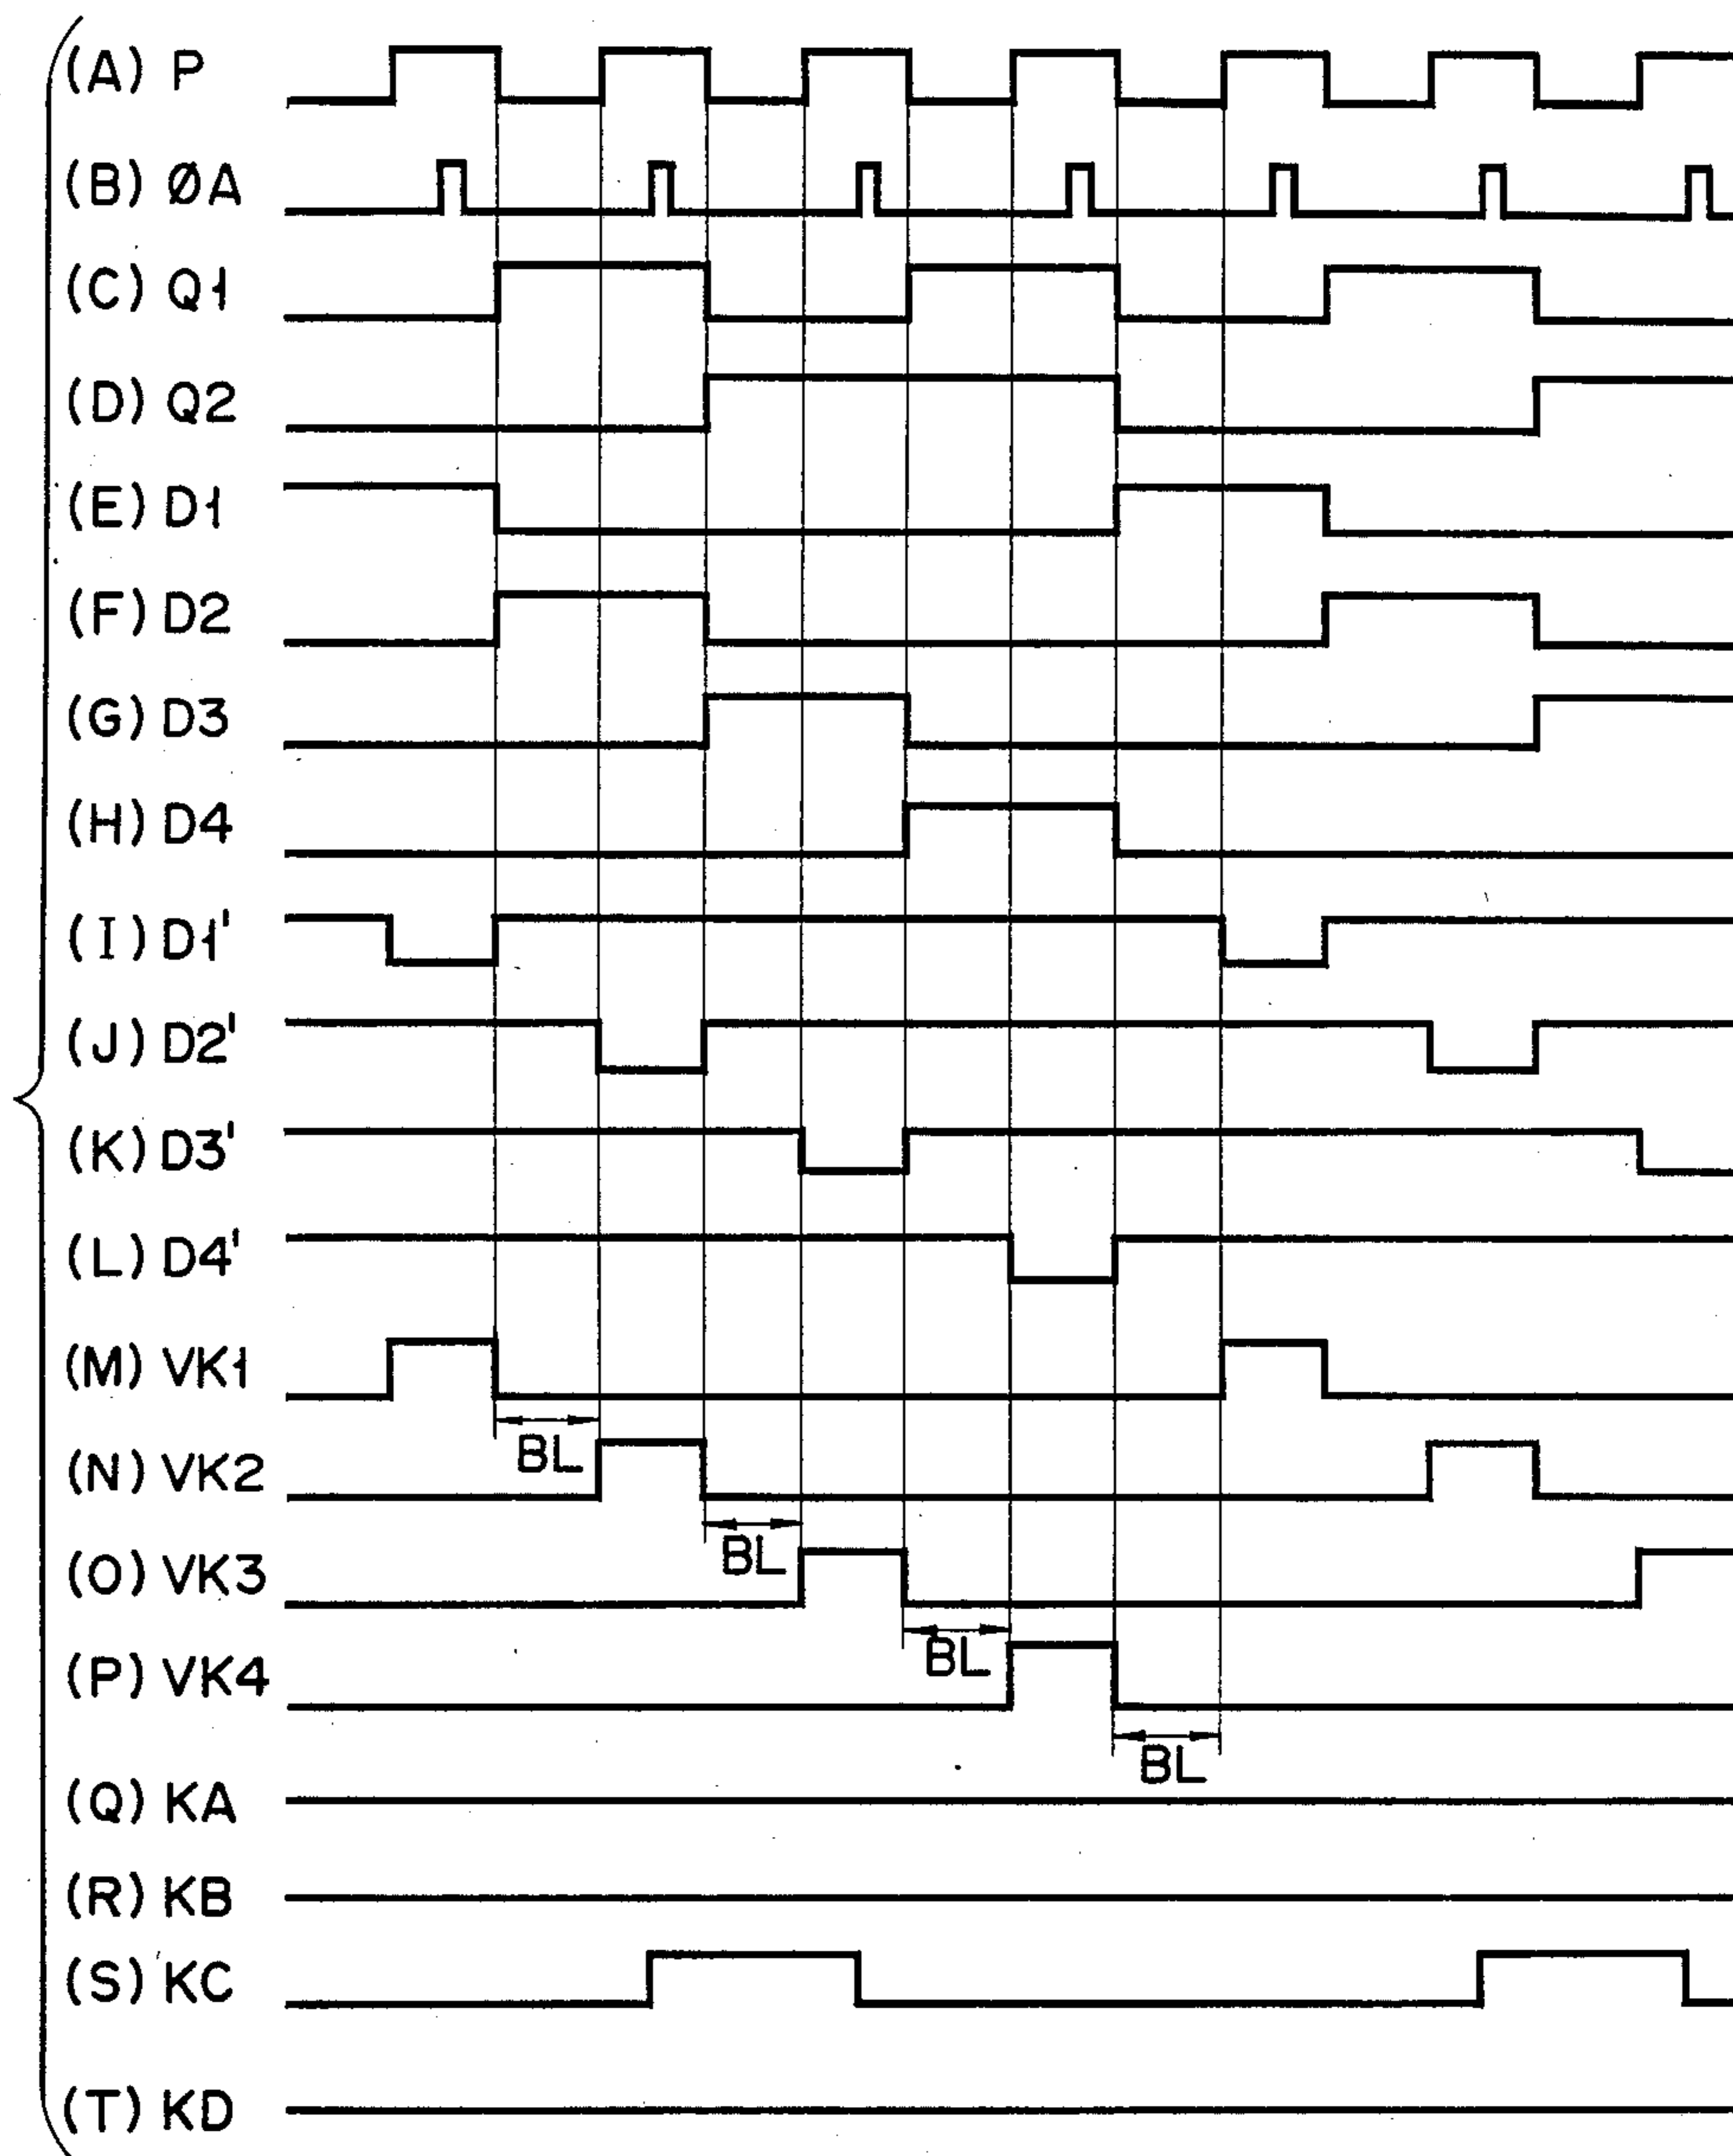 (A) P
(B) ØA
(C) Q1
(D) Q2
(E) D1
(F) D2
(G) D3
(H) D4
(I) D1'
(J) D2'
(K) D3'
(L) D4'
(M) VK1
BL
(N) VK2
BL
(O) VK3
BL
(P) VK4
BL
(Q) KA
(R) KB
(S) KC
(T) KD